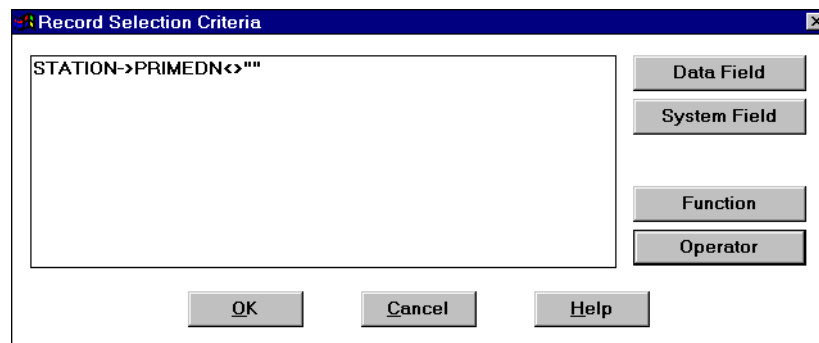 Record Selection Criteria
STATION->PRIMEDN<>""
Data Field
System Field
Function
Operator
OK
Cancel
Help